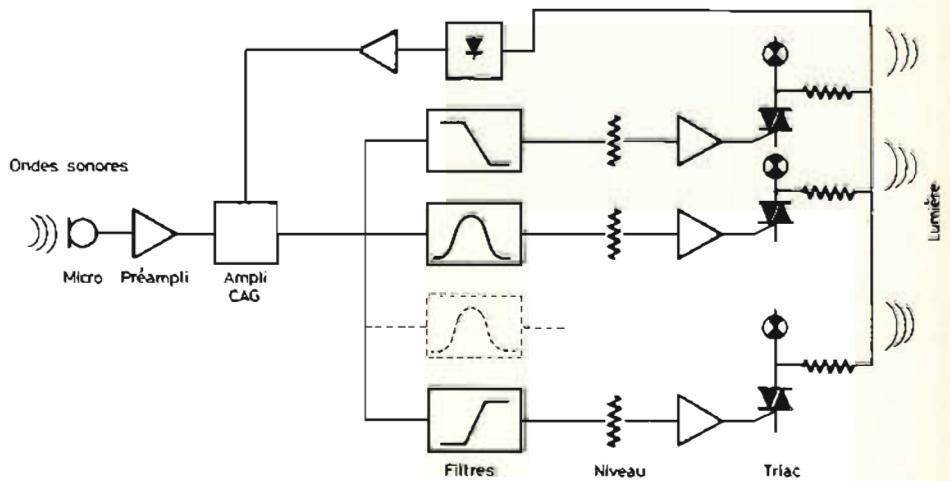 Ondes sonores
Lumière
Micro
Préampli
Ampli
CAG
Filtres
Niveau
Triac